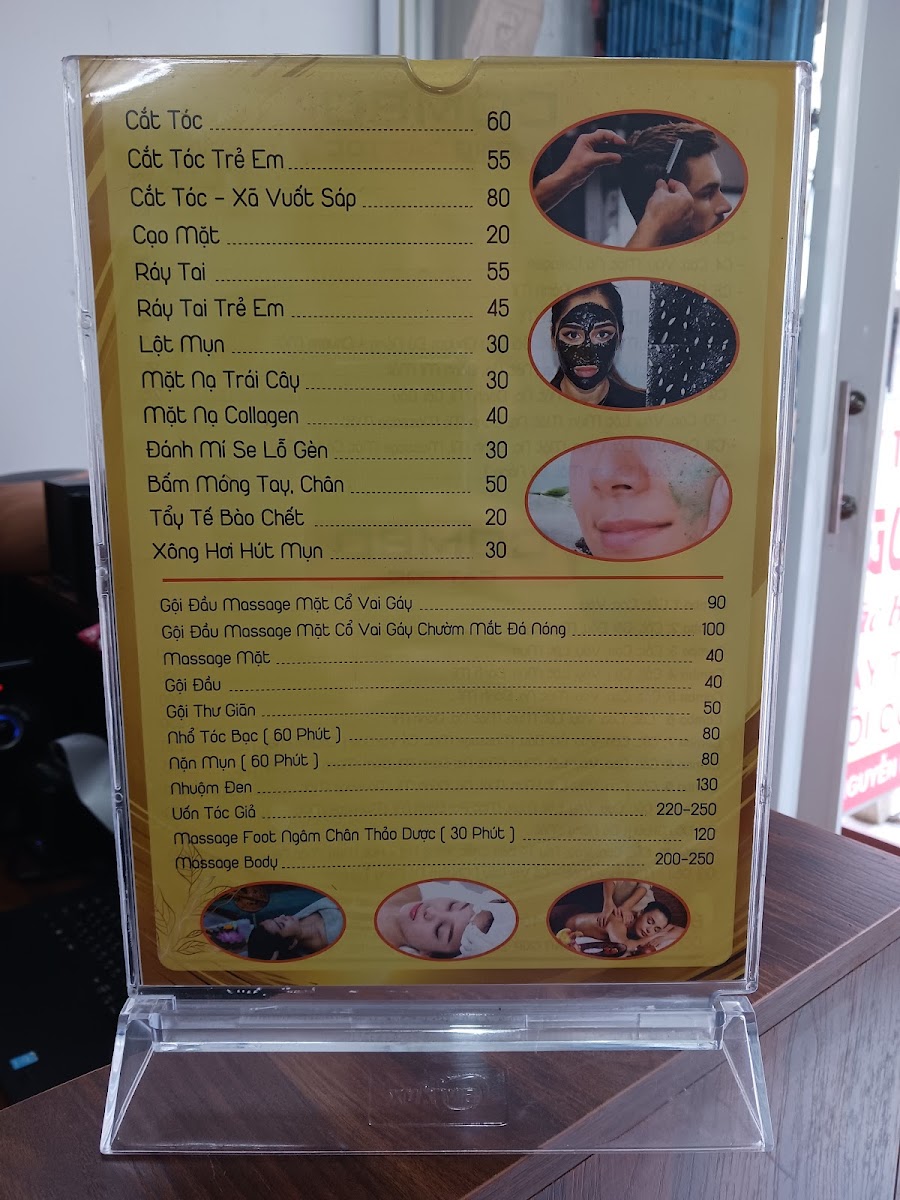 Cắt Tóc 60
Cắt Tóc Trẻ Em 55
Cắt Tóc - Xã Vuốt Sáp 80
Cạo Mặt 20
Ráy Tai 55
Ráy Tai Trẻ Em 45
Lột Mụn 30
Mặt Nạ Trái Cây 30
Mặt Nạ Collagen 40
Đánh Mí Se Lỗ Gèn 30
Bấm Móng Tay, Chân 50
Tẩy Tế Bào Chết 20
Xông Hơi Hút Mụn 30
Gội Đầu Massage Mặt Cổ Vai Gáy 90
Gội Đầu Massage Mặt Cổ Vai Gáy Chườm Mắt Đá Nóng 100
Massage Mặt 40
Gội Đầu 40
Gội Thư Giãn 50
Nhổ Tóc Bạc ( 60 Phút ) 80
Nặn Mụn ( 60 Phút ) 80
Nhuộm Đen 130
Uốn Tóc Giả 220-250
Massage Foot Ngâm Chân Thảo Dược ( 30 Phút ) 120
Massage Body 200-250